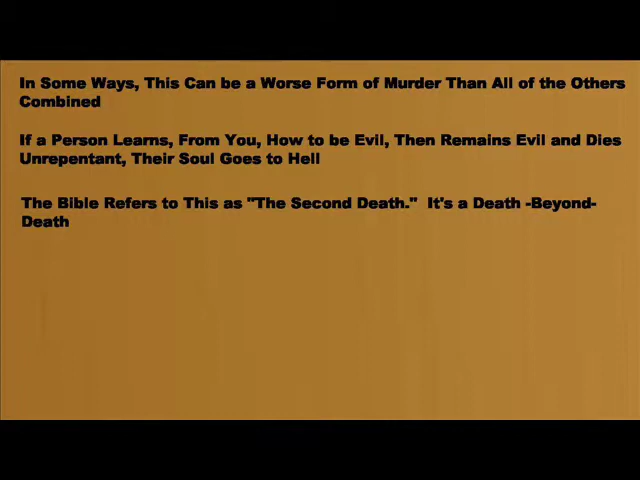 In Some Ways, This Can be a Worse Form of Murder Than All of the Others
Combined
If a Person Learns, From You, How to be Evil, Then Remains Evil and Dies
Unrepentant, Their Soul Goes to Hell
The Bible Refers to This as "The Second Death."  It's a Death -Beyond-
Death